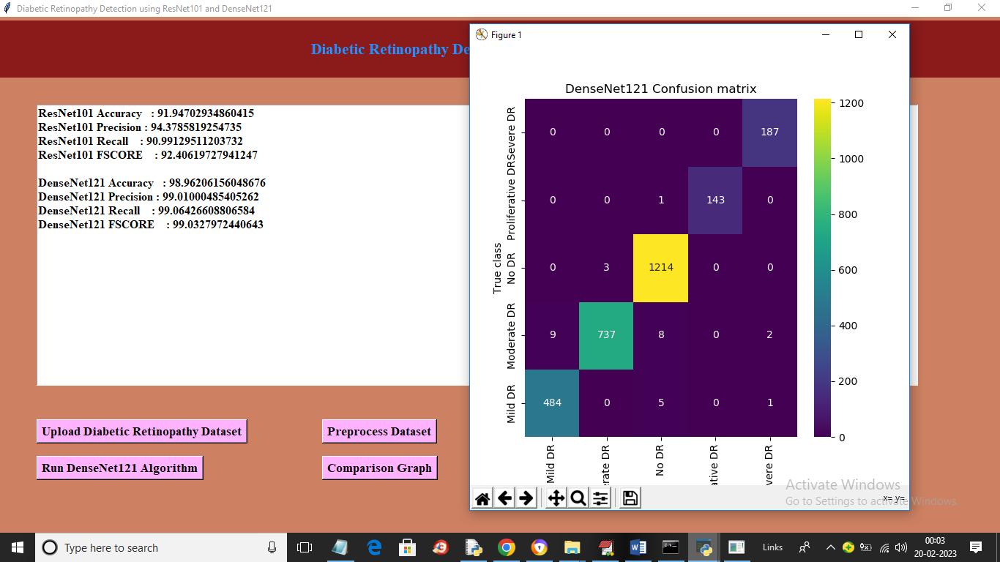 Diabetic Retinopathy Detection using ResNet101 and DenseNet121
Diabetic Retinopathy De
ResNet101 Accuracy : 91.94702934860415
ResNet101 Precision : 94.3785819254735
ResNet101 Recall : 90.99129511203732
ResNet101 FSCORE : 92.40619727941247
DenseNet121 Accuracy : 98.96206156048676
DenseNet121 Precision : 99.01000485405262
DenseNet121 Recall : 99.06426608806584
DenseNet121 FSCORE : 99.0327972440643
Upload Diabetic Retinopathy Dataset
Preprocess Dataset
Run DenseNet121 Algorithm
Comparison Graph
Figure 1
DenseNet121 Confusion matrix
True class
Severe DR
0 0 0 0 187
Proliferative DR
0 0 1 143 0
No DR
0 3 1214 0 0
Moderate DR
9 737 8 0 2
Mild DR
484 0 5 0 1
Mild DR
erate DR
No DR
ative DR
vere DR
1200
1000
800
600
400
200
0
x= y=
Activate Windows
Go to Settings to activate Windows.
Type here to search
Links
00:03
20-02-2023